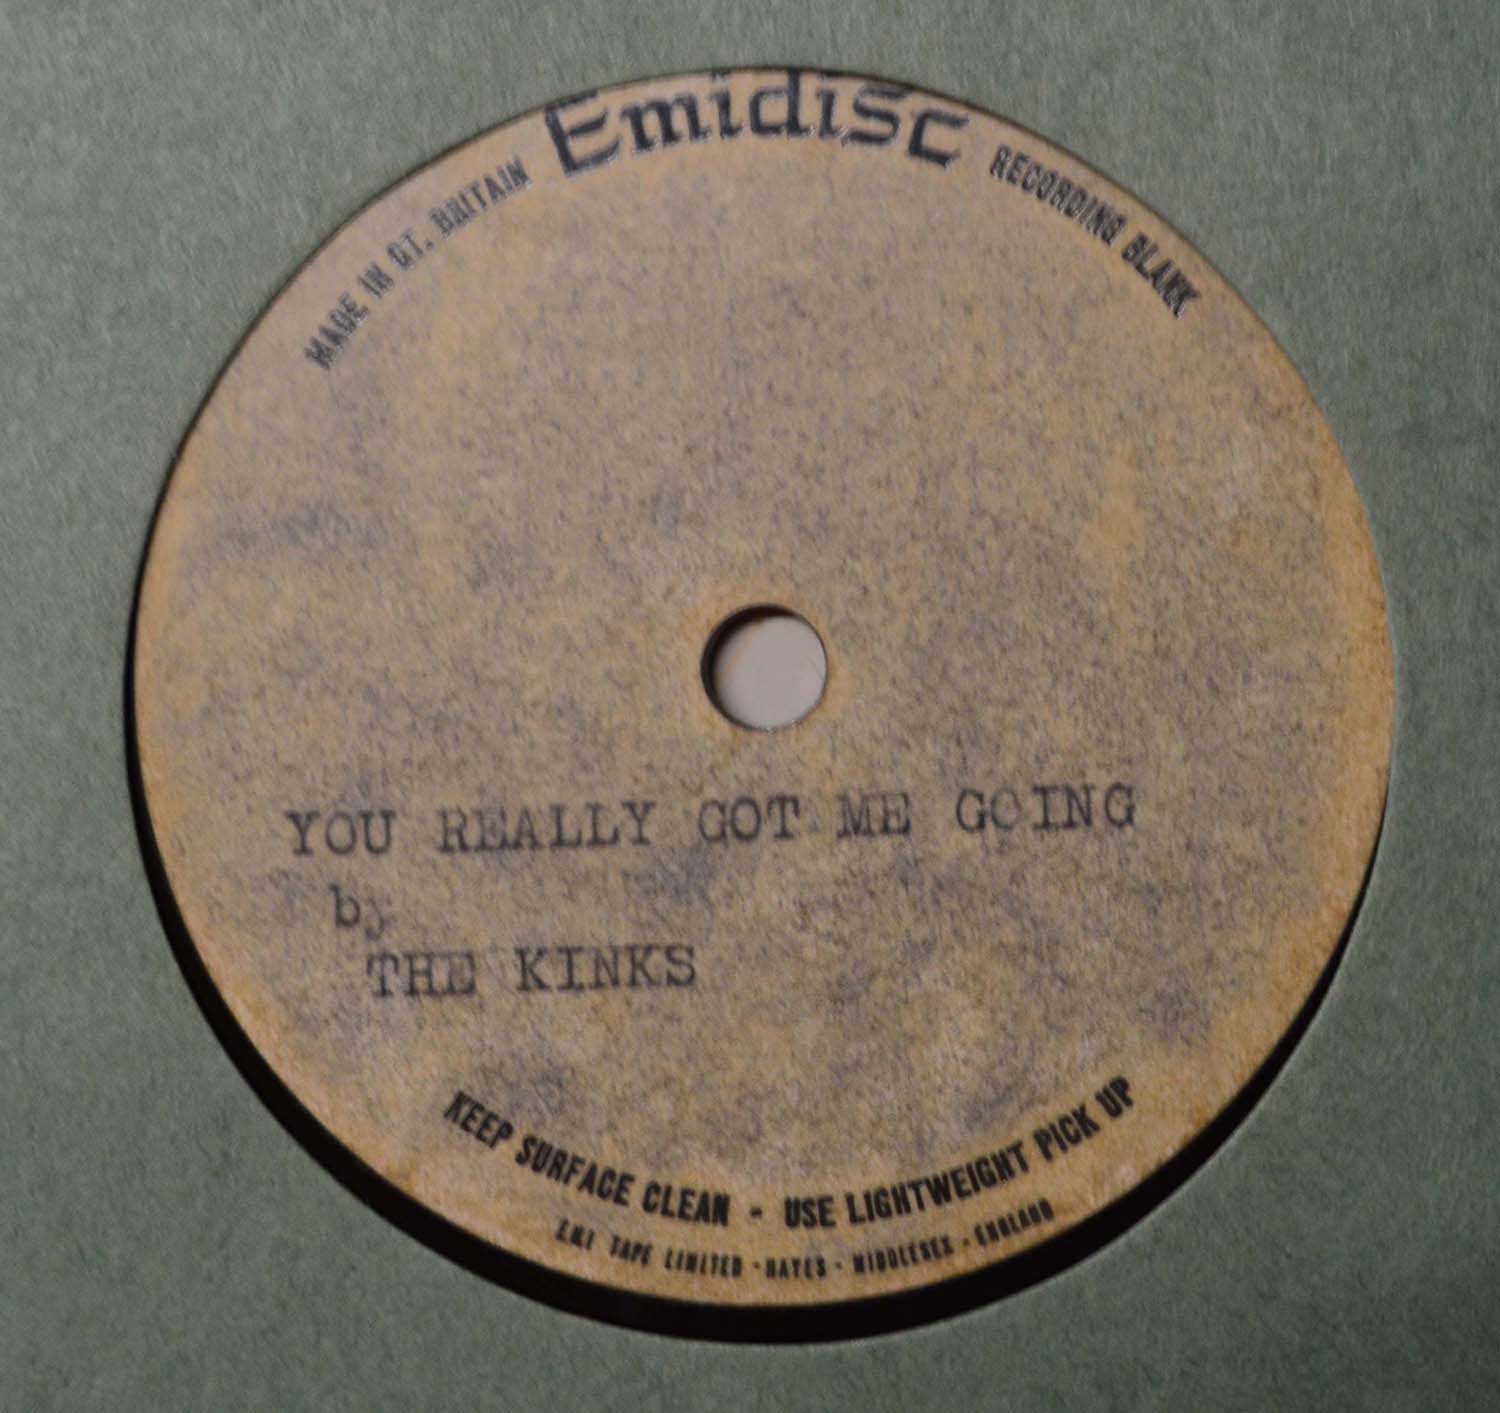 Emidisc
MADE IN GT. BRITAIN
RECORDING BLANK
YOU REALLY GOT ME GOING
by
THE KINKS
KEEP SURFACE CLEAN - USE LIGHTWEIGHT PICK UP
E.M.I TAPE LIMITED · HAYES · MIDDLESEX · ENGLAND